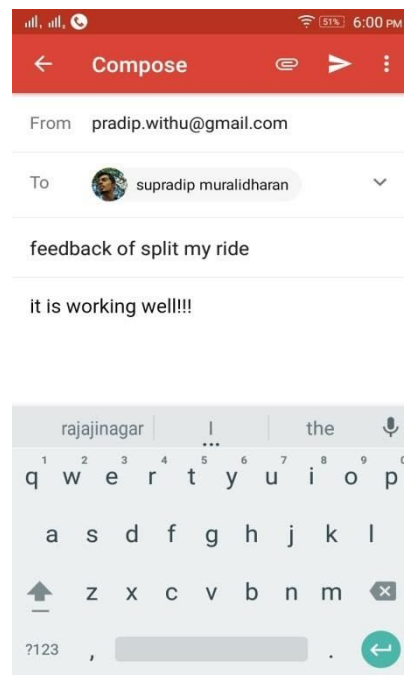 51% 6:00 PM
Compose
From pradip.withu@gmail.com
To supradip muralidharan
feedback of split my ride
it is working well!!!
rajajinagar I the
1 2 3 4 5 6 7 8 9 0
q w e r t y u i o p
a s d f g h j k l
z x c v b n m
?123 , .